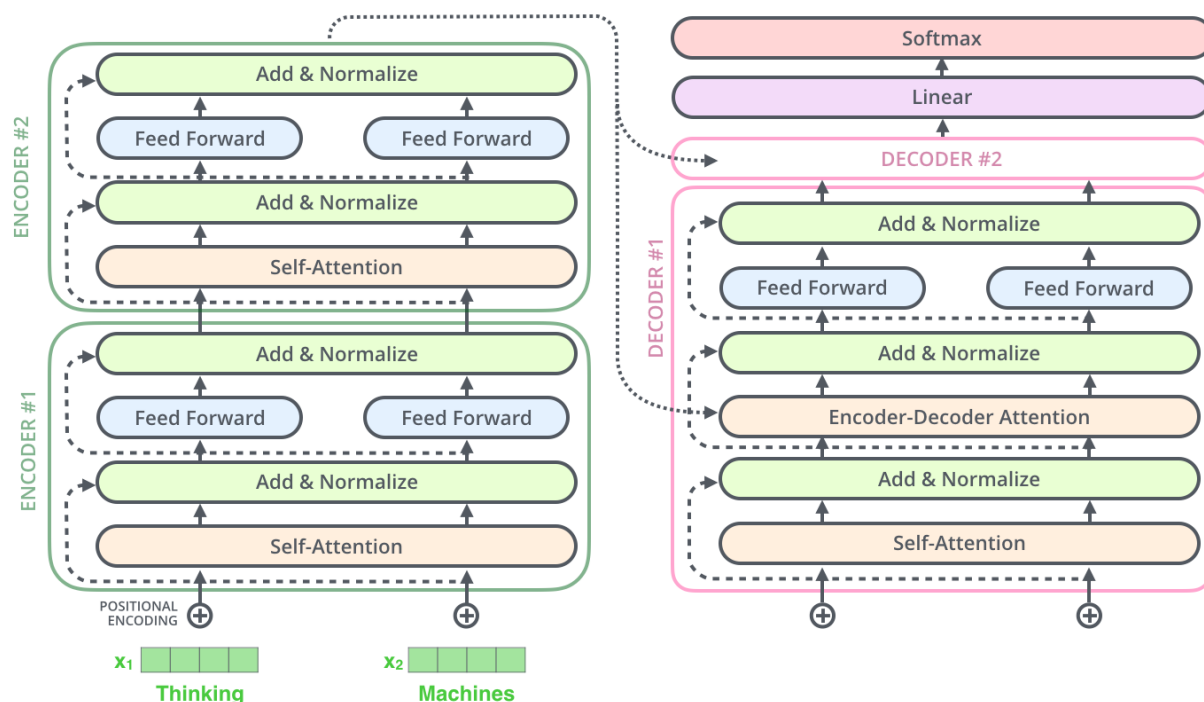 ENCODER #2
Add & Normalize
Feed Forward
Feed Forward
Add & Normalize
Self-Attention
ENCODER #1
Add & Normalize
Feed Forward
Feed Forward
Add & Normalize
Self-Attention
POSITIONAL
ENCODING
x₁
x₂
Thinking
Machines
Softmax
Linear
DECODER #2
DECODER #1
Add & Normalize
Feed Forward
Feed Forward
Add & Normalize
Encoder-Decoder Attention
Add & Normalize
Self-Attention